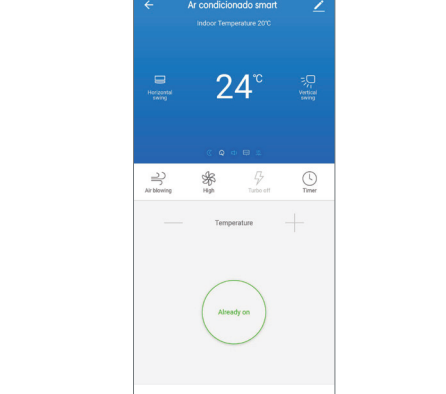 Ar condicionado smart
Indoor Temperature 20°C
24°C
Horizontal
swing
Vertical
swing
Air blowing
High
Turbo off
Timer
Temperature
Already on